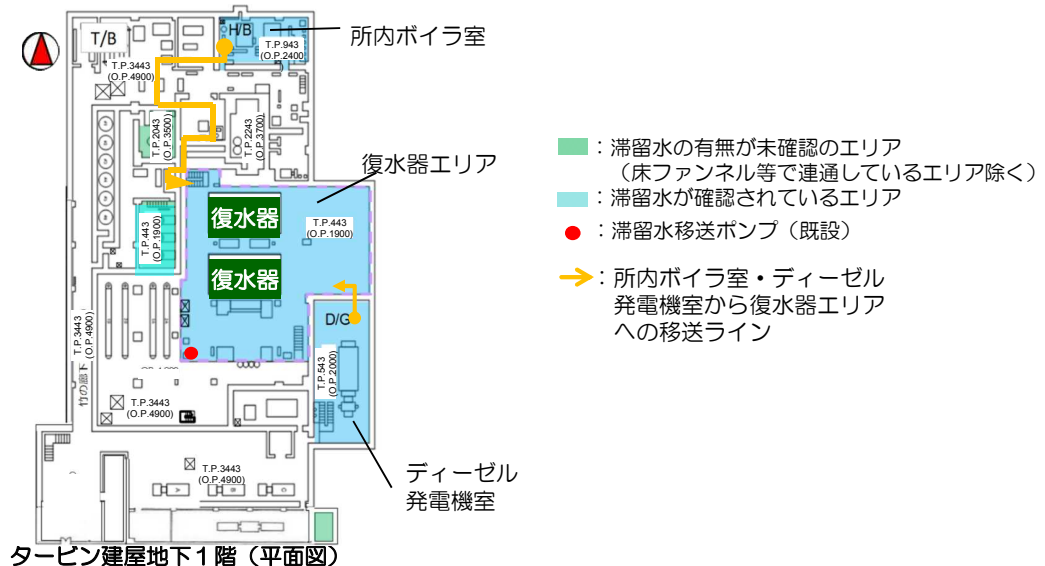 T/B
H/B
T.P.943
(O.P.2400
所内ボイラ室
T.P.3443
(O.P.4900)
T.P.2043
(O.P.3500)
T.P.2243
(O.P.3700)
復水器エリア
復水器
T.P.443
(O.P.1900)
T.P.443
(O.P.1900)
復水器
D/G
T.P.543
(O.P.2000)
T.P.3443
(O.P.4900)
竹の廊下
T.P.3443
(O.P.4900)
T.P.3443
(O.P.4900)
ディーゼル
発電機室
タービン建屋地下1階（平面図）
：滞留水の有無が未確認のエリア
（床ファンネル等で連通しているエリア除く）
：滞留水が確認されているエリア
：滞留水移送ポンプ（既設）
：所内ボイラ室・ディーゼル
発電機室から復水器エリア
への移送ライン